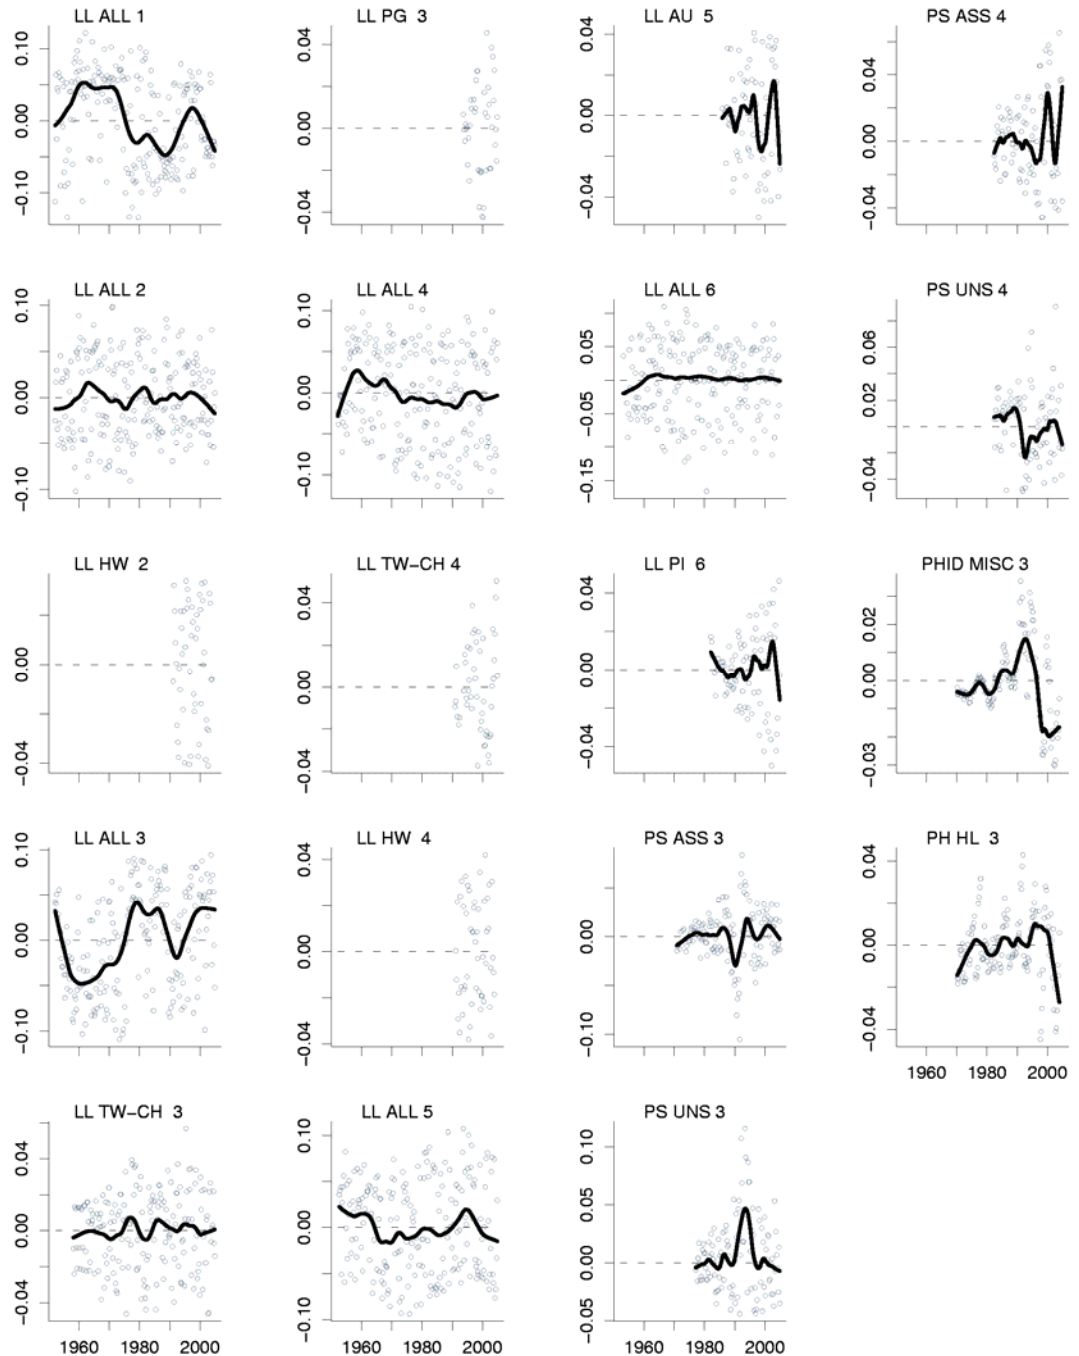 LL ALL 1
0.10
0.00
−0.10
LL PG 3
0.04
0.00
−0.04
LL AU 5
0.04
0.00
−0.04
PS ASS 4
0.04
0.00
−0.04
LL ALL 2
0.10
0.00
−0.10
LL ALL 4
0.10
0.00
−0.10
LL ALL 6
0.05
−0.05
−0.15
PS UNS 4
0.06
0.02
−0.04
LL HW 2
0.00
−0.04
LL TW−CH 4
0.04
0.00
−0.04
LL PI 6
0.04
0.00
−0.04
PHID MISC 3
0.02
0.00
−0.03
LL ALL 3
0.10
0.00
−0.10
LL HW 4
0.04
0.00
−0.04
PS ASS 3
0.00
−0.10
PH HL 3
0.04
0.00
−0.04
1960 1980 2000
LL TW−CH 3
0.04
0.00
−0.04
1960 1980 2000
LL ALL 5
0.10
0.00
−0.10
1960 1980 2000
PS UNS 3
0.10
0.05
0.00
−0.05
1960 1980 2000